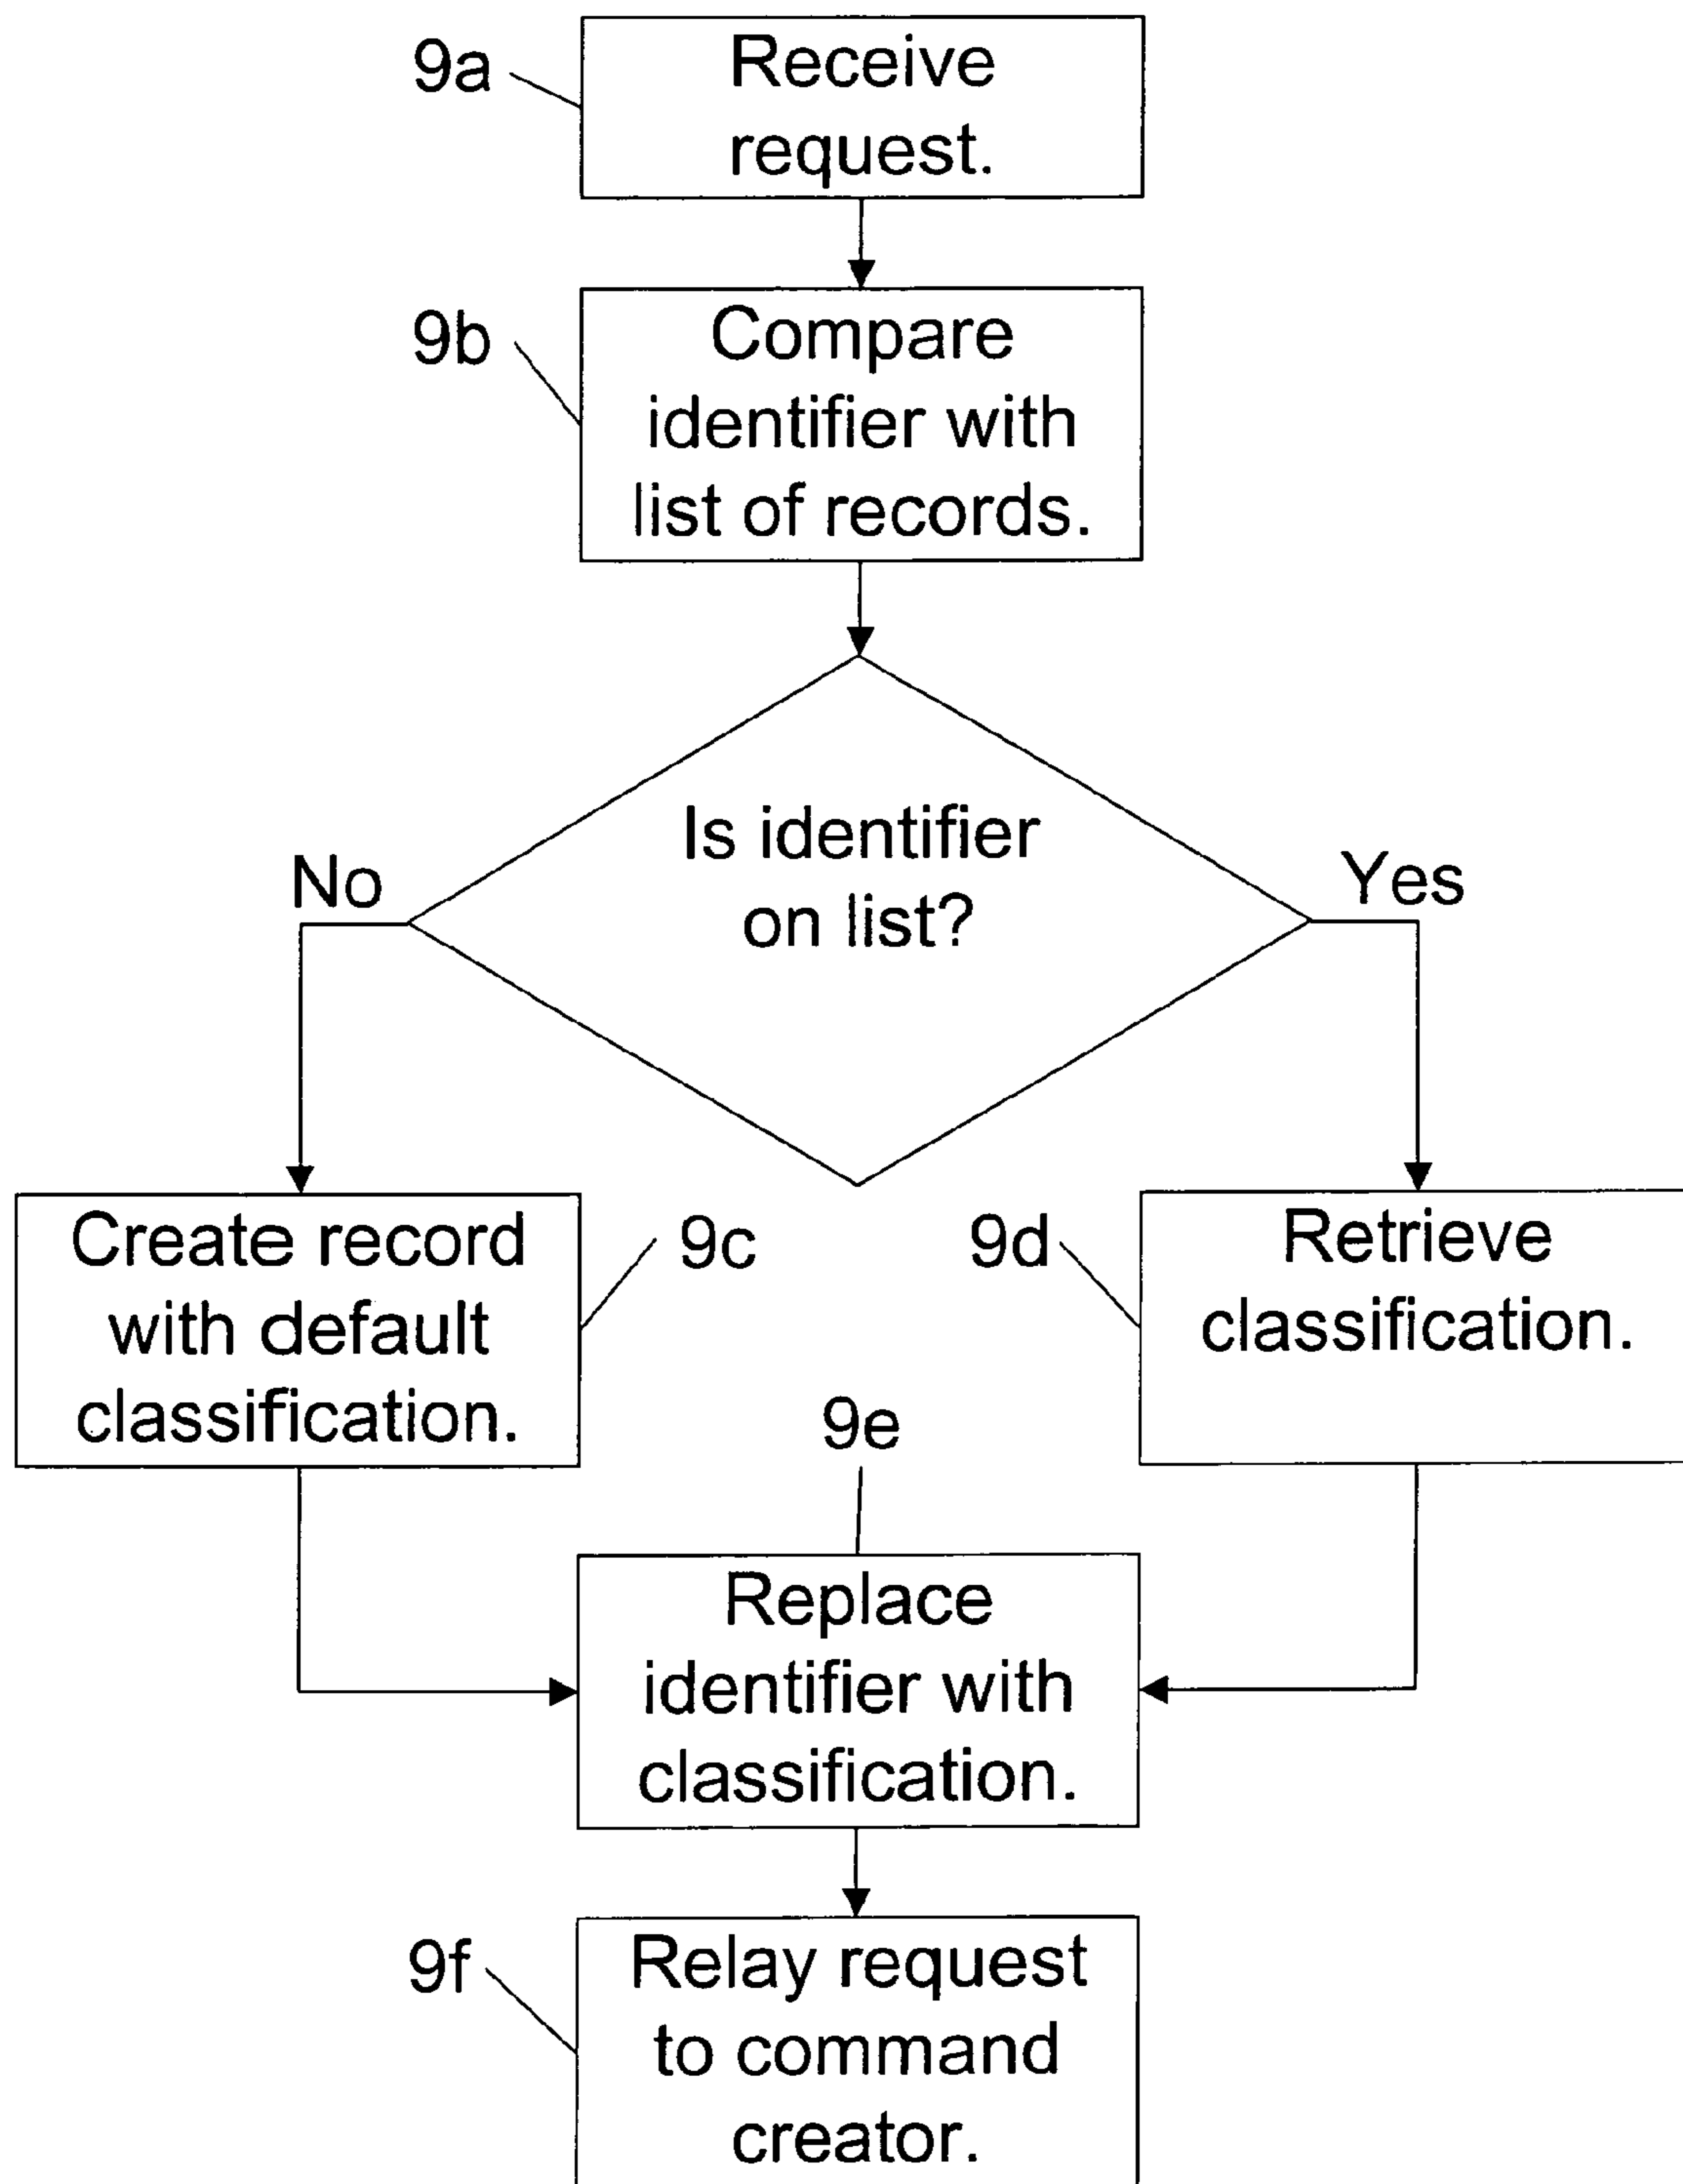 9a
Receive
request.
9b
Compare
identifier with
list of records.
Is identifier
on list?
No
Yes
Create record
with default
classification.
9c
9d
Retrieve
classification.
9e
Replace
identifier with
classification.
9f
Relay request
to command
creator.